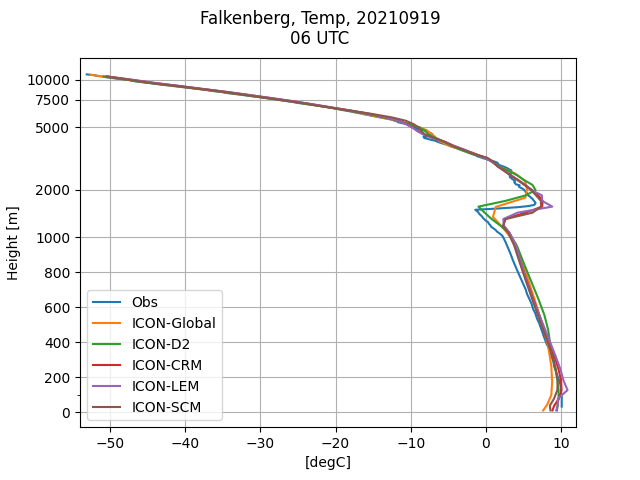 Falkenberg, Temp, 20210919
06 UTC
Height [m]
10000
7500
5000
2000
1000
800
600
400
200
0
Obs
ICON-Global
ICON-D2
ICON-CRM
ICON-LEM
ICON-SCM
−50 −40 −30 −20 −10 0 10
[degC]